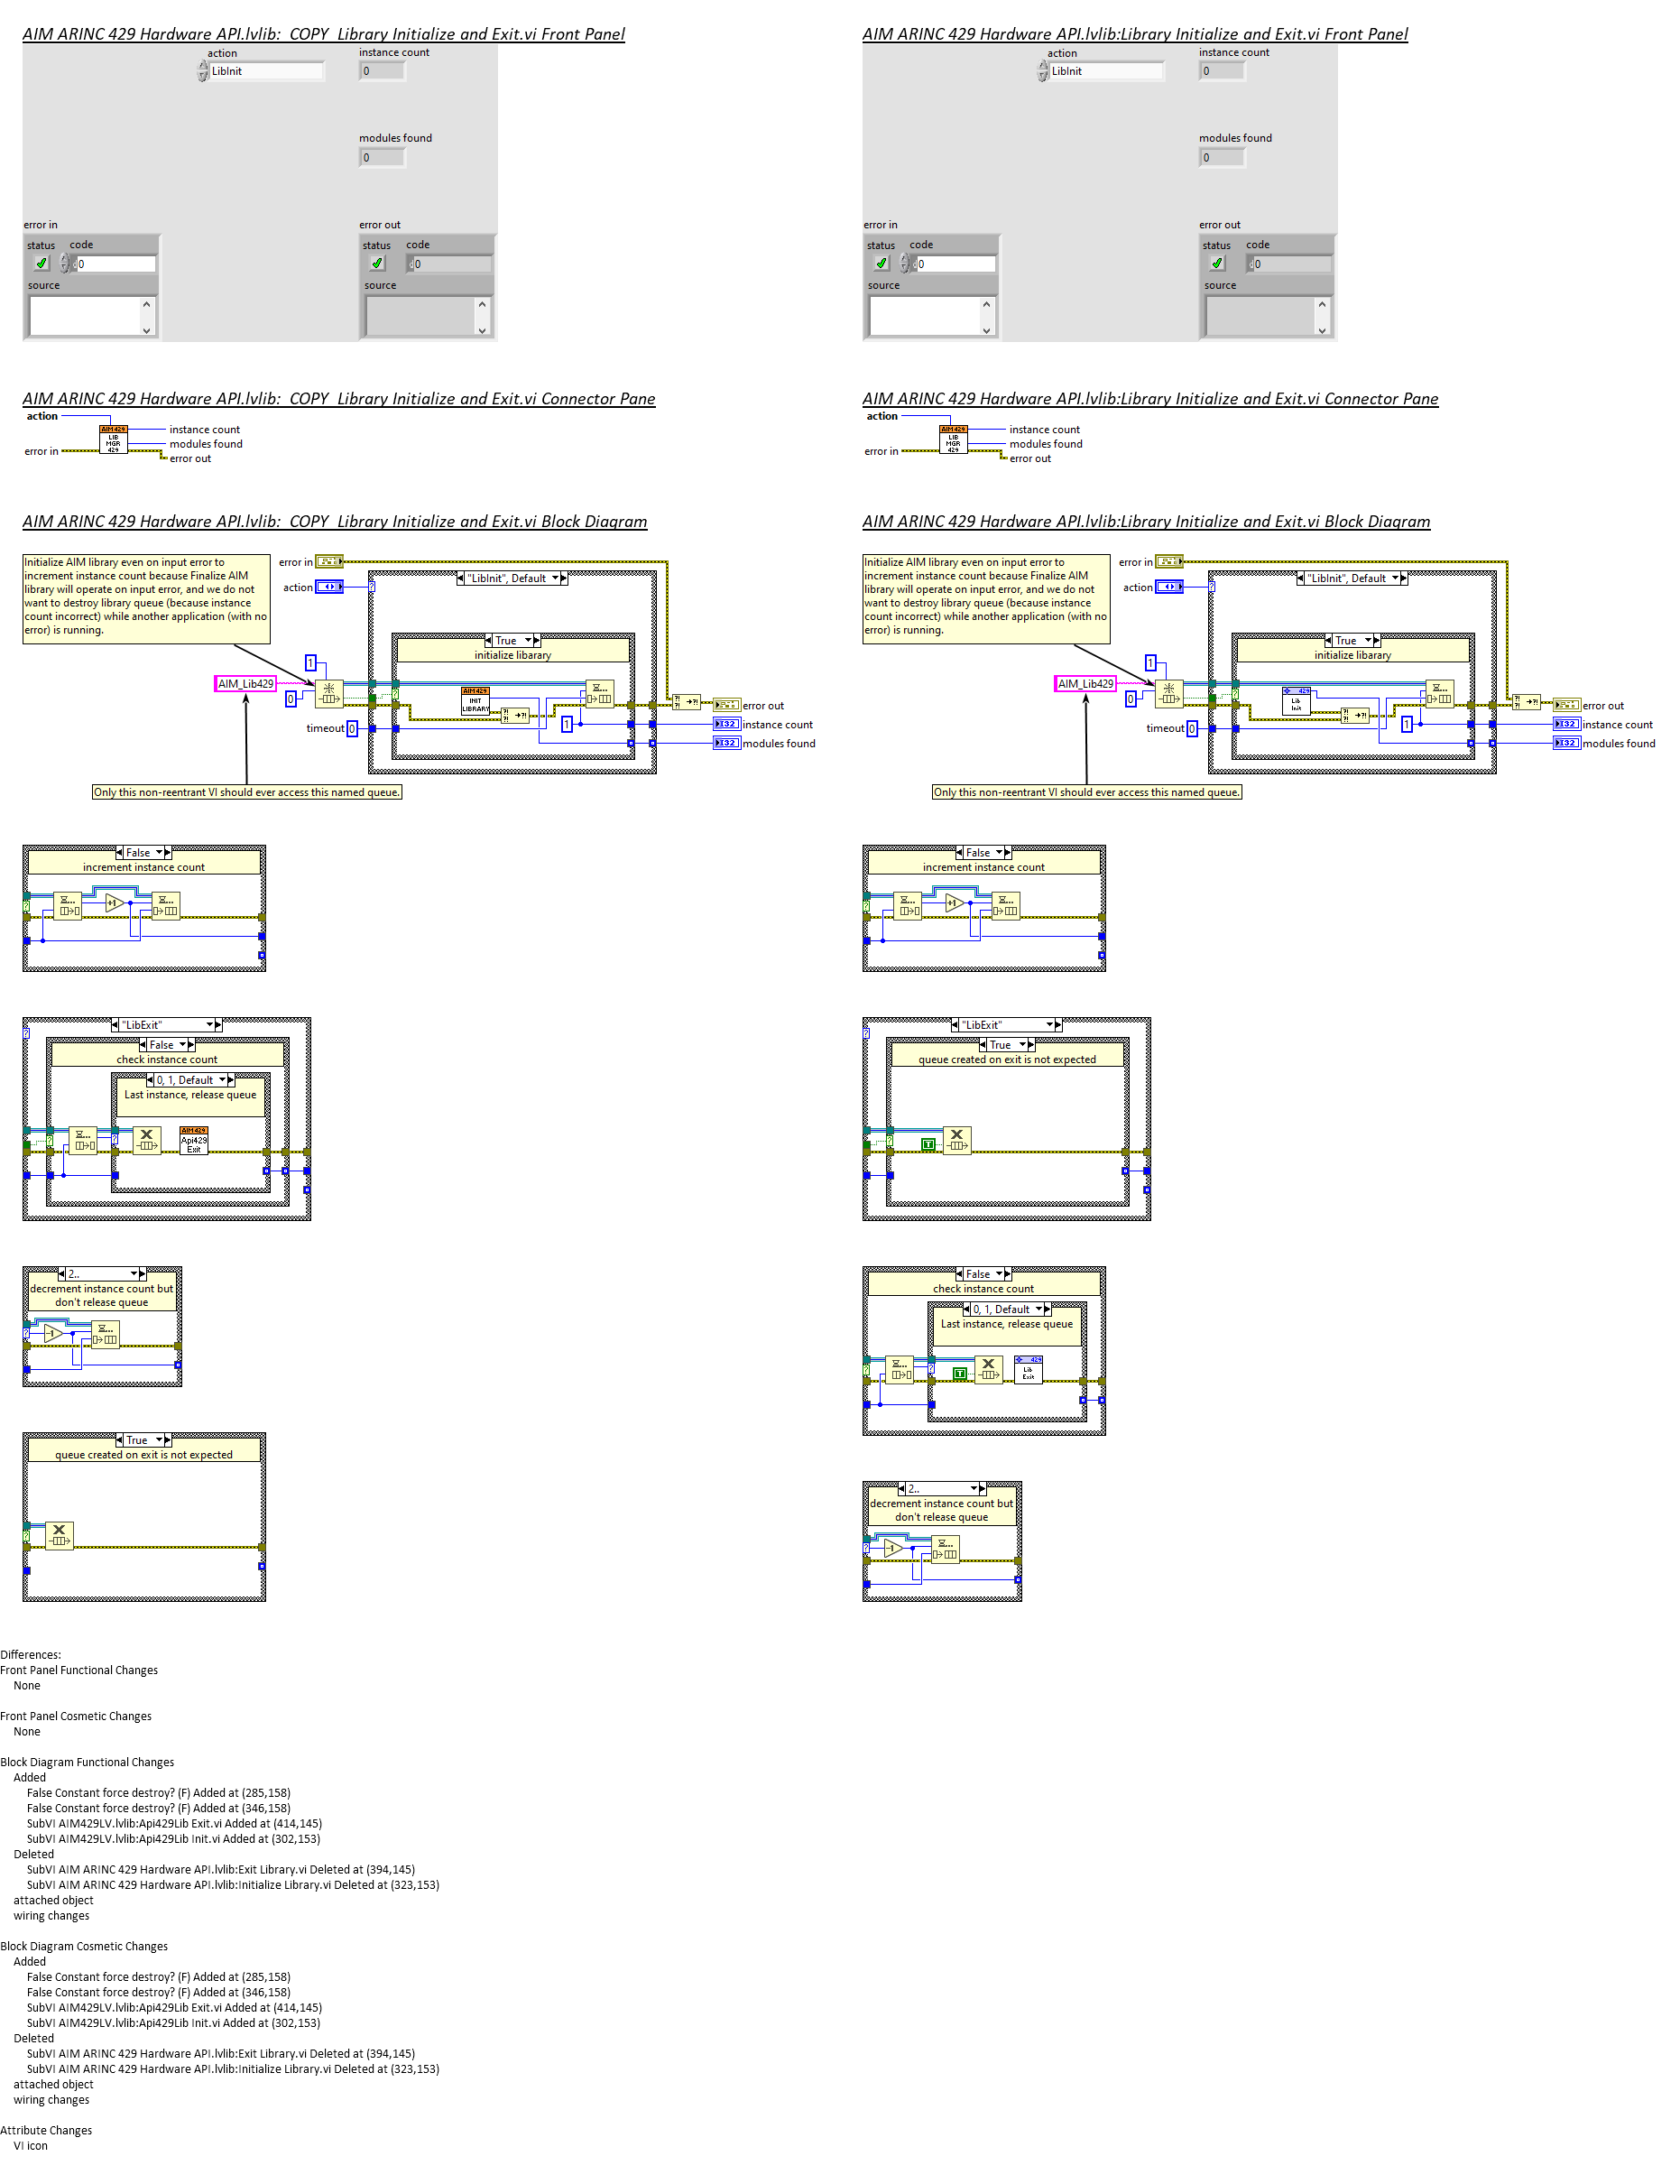 AIM ARINC 429 Hardware API.lvlib:  COPY  Library Initialize and Exit.vi Front Panel
action
LibInit
instance count
0
modules found
0
error in
status
code
0
source
error out
status
code
0
source
AIM ARINC 429 Hardware API.lvlib:Library Initialize and Exit.vi Front Panel
action
LibInit
instance count
0
modules found
0
error in
status
code
0
source
error out
status
code
0
source
AIM ARINC 429 Hardware API.lvlib:  COPY  Library Initialize and Exit.vi Connector Pane
action
AIM429
LIB
MGR
429
error in
instance count
modules found
error out
AIM ARINC 429 Hardware API.lvlib:Library Initialize and Exit.vi Connector Pane
action
AIM429
LIB
MGR
429
error in
instance count
modules found
error out
AIM ARINC 429 Hardware API.lvlib:  COPY  Library Initialize and Exit.vi Block Diagram
Initialize AIM library even on input error to
increment instance count because Finalize AIM
library will operate on input error, and we do not
want to destroy library queue (because instance
count incorrect) while another application (with no
error) is running.
error in
action
"LibInit", Default
True
initialize libarary
1
AIM_Lib429
0
timeout
0
AIM429
INIT
LIBRARY
1
error out
I32
instance count
I32
modules found
Only this non-reentrant VI should ever access this named queue.
AIM ARINC 429 Hardware API.lvlib:Library Initialize and Exit.vi Block Diagram
Initialize AIM library even on input error to
increment instance count because Finalize AIM
library will operate on input error, and we do not
want to destroy library queue (because instance
count incorrect) while another application (with no
error) is running.
error in
action
"LibInit", Default
True
initialize libarary
1
AIM_Lib429
0
timeout
0
429
Lib
Init
1
error out
I32
instance count
I32
modules found
Only this non-reentrant VI should ever access this named queue.
False
increment instance count
+1
False
increment instance count
+1
"LibExit"
False
check instance count
0, 1, Default
Last instance, release queue
AIM429
Api429
Exit
"LibExit"
True
queue created on exit is not expected
T
2..
decrement instance count but
don't release queue
-1
False
check instance count
0, 1, Default
Last instance, release queue
T
429
Lib
Exit
True
queue created on exit is not expected
2..
decrement instance count but
don't release queue
-1
Differences:
Front Panel Functional Changes
None
Front Panel Cosmetic Changes
None
Block Diagram Functional Changes
Added
False Constant force destroy? (F) Added at (285,158)
False Constant force destroy? (F) Added at (346,158)
SubVI AIM429LV.lvlib:Api429Lib Exit.vi Added at (414,145)
SubVI AIM429LV.lvlib:Api429Lib Init.vi Added at (302,153)
Deleted
SubVI AIM ARINC 429 Hardware API.lvlib:Exit Library.vi Deleted at (394,145)
SubVI AIM ARINC 429 Hardware API.lvlib:Initialize Library.vi Deleted at (323,153)
attached object
wiring changes
Block Diagram Cosmetic Changes
Added
False Constant force destroy? (F) Added at (285,158)
False Constant force destroy? (F) Added at (346,158)
SubVI AIM429LV.lvlib:Api429Lib Exit.vi Added at (414,145)
SubVI AIM429LV.lvlib:Api429Lib Init.vi Added at (302,153)
Deleted
SubVI AIM ARINC 429 Hardware API.lvlib:Exit Library.vi Deleted at (394,145)
SubVI AIM ARINC 429 Hardware API.lvlib:Initialize Library.vi Deleted at (323,153)
attached object
wiring changes
Attribute Changes
VI icon